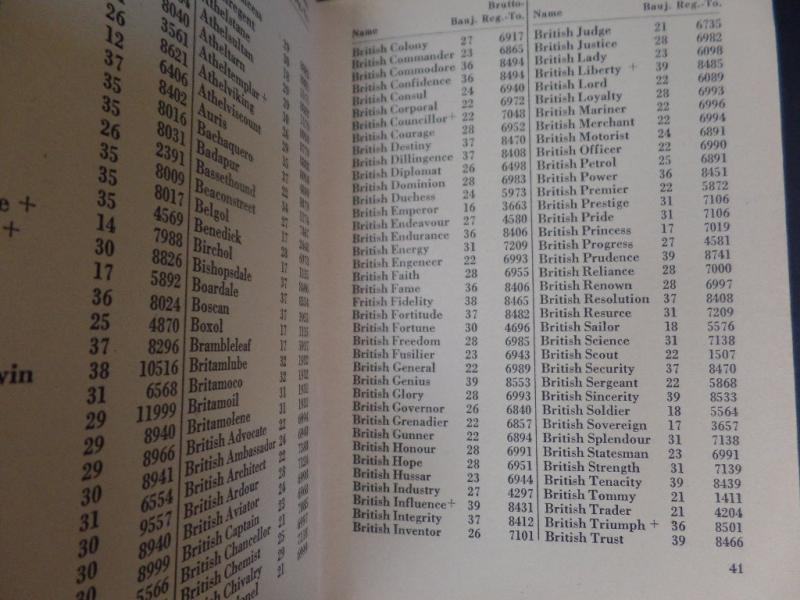 26 8040
12 3561
37 8621
35 6406
35 8402
35 8016
26 8031
35 2391
35 8009
35 8017
14 4569
30 7988
17 8826
36 5892
25 8024
37 4870
38 8296
31 10516
29 6568
29 11999
29 8940
30 8966
31 8941
30 6554
30 9557
30 8940
8999
5566
e +
+
win
Athelstane
Athelsultan
Atheltarn
Atheltemplar +
Athelviking
Athelviscount
Auris
Bachaquero
Badapur
Bassethound
Beaconstreet
Belgol
Benedick
Birchol
Bishopsdale
Boardale
Boscan
Boxol
Brambleleaf
Britamlube
Britamoco
Britamoil
Britamolene
British Advocate
British Ambassador 24
British Architect
British Ardour
British Aviator
British Captain
British Chanceller
British Chemist
British Chivalry
Name Bauj. Brutto-Reg.-To.
British Colony 27 6917
British Commander 23 6865
British Commodore 36 8494
British Confidence 36 8494
British Consul 24 6940
British Corporal 22 6972
British Councillor+ 22 7048
British Courage 28 6952
British Destiny 37 8470
British Dillingence 37 8408
British Diplomat 26 6498
British Dominion 28 6983
British Duchess 24 5973
British Emperor 16 3663
British Endeavour 27 4580
British Endurance 36 8406
British Energy 31 7209
British Engeneer 22 6993
British Faith 28 6955
British Fame 36 8406
Fritish Fidelity 38 8465
British Fortitude 37 8482
British Fortune 30 4696
British Freedom 28 6985
British Fusilier 23 6943
British General 22 6989
British Genius 39 8553
British Glory 28 6993
British Governor 26 6840
British Grenadier 22 6857
British Gunner 22 6894
British Honour 28 6991
British Hope 28 6951
British Hussar 23 6944
British Industry 27 4297
British Influence+ 39 8431
British Integrity 37 8412
British Inventor 26 7101
Name Bauj. Reg.-To.
British Judge 21 6735
British Justice 28 6982
British Lady 23 6098
British Liberty + 39 8485
British Lord 22 6089
British Loyalty 28 6993
British Mariner 22 6996
British Merchant 22 6994
British Motorist 24 6891
British Officer 22 6990
British Petrol 25 6891
British Power 36 8451
British Premier 22 5872
British Prestige 31 7106
British Pride 31 7106
British Princess 17 7019
British Progress 27 4581
British Prudence 39 8741
British Reliance 28 7000
British Renown 28 6997
British Resolution 37 8408
British Resurce 31 7209
British Sailor 18 5576
British Science 31 7138
British Scout 22 1507
British Security 37 8470
British Sergeant 22 5868
British Sincerity 39 8533
British Soldier 18 5564
British Sovereign 17 3657
British Splendour 31 7138
British Statesman 23 6991
British Strength 31 7139
British Tenacity 39 8439
British Tommy 21 1411
British Trader 21 4204
British Triumph + 36 8501
British Trust 39 8466
41